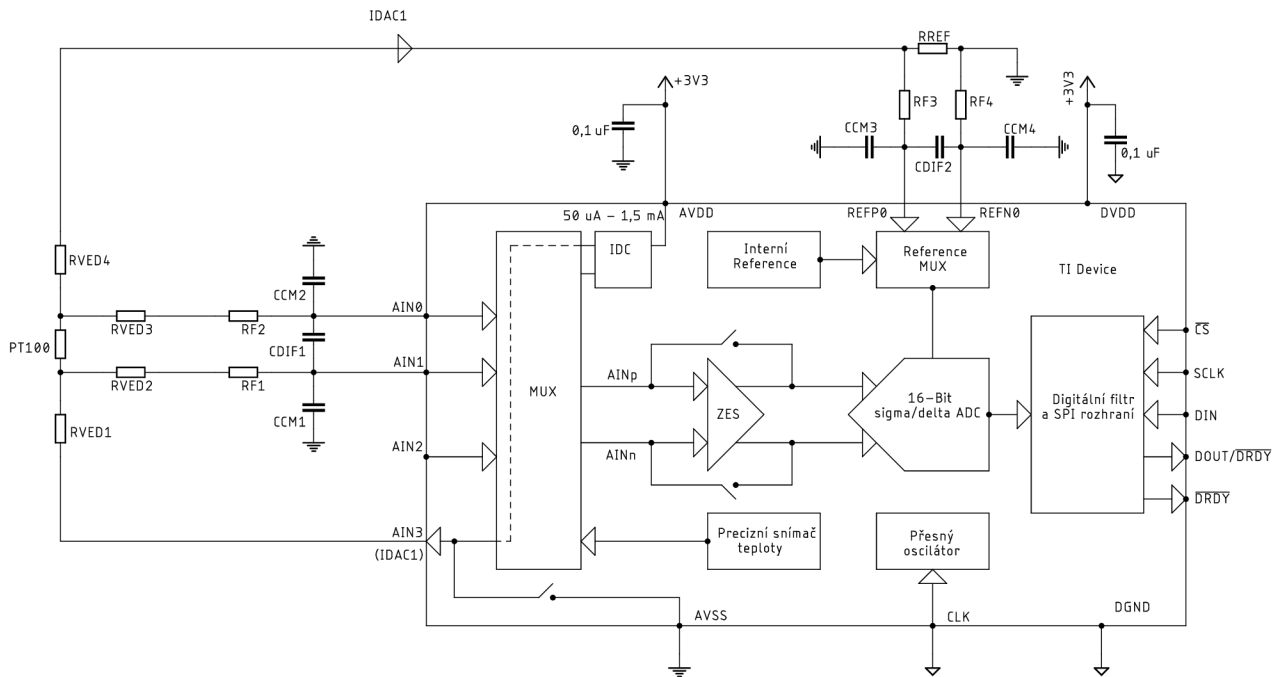 IDAC1
RREF
+3V3
+3V3
RF3
RF4
0,1 uF
CCM3
CCM4
CDIF2
0,1 uF
50 uA – 1,5 mA
AVDD
REFP0
REFN0
DVDD
RVED4
IDC
Interní
Reference
Reference
MUX
TI Device
CCM2
AIN0
RVED3
RF2
CS
PT100
CDIF1
AIN1
RVED2
RF1
AINp
SCLK
MUX
CCM1
ZES
16-Bit
sigma/delta ADC
Digitální filtr
a SPI rozhraní
DIN
RVED1
AIN2
AINn
DOUT/DRDY
DRDY
AIN3
(IDAC1)
Precizní snímač
teploty
Přesný
oscilátor
AVSS
CLK
DGND